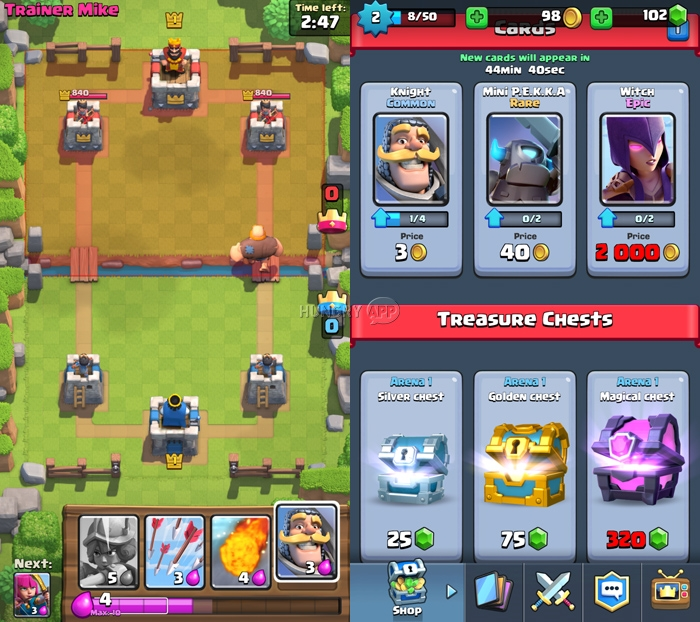 Trainer Mike
Time left:
2:47
840
840
0
0
HUNGRY APP
5
3
4
3
Next:
3
4
Max: 10
2
8/50
98
102
Cards
New cards will appear in
44Min 40sec
Knight
Common
1/4
Price
3
Mini P.E.K.K.A
Rare
0/2
Price
40
Witch
Epic
0/2
Price
2 000
Treasure Chests
Arena 1
Silver chest
25
Arena 1
Golden chest
75
Arena 1
Magical chest
320
Shop